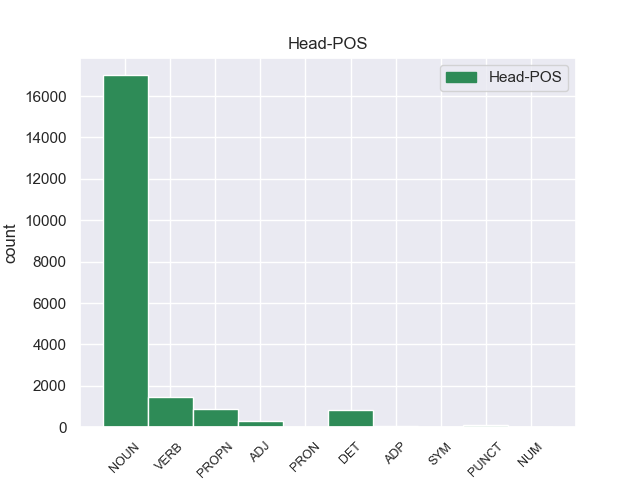 Head-POS
Head-POS
16000
14000
12000
10000
8000
6000
4000
2000
0
count
NOUN VERB PROPN ADJ PRON DET ADP SYM PUNCT NUM